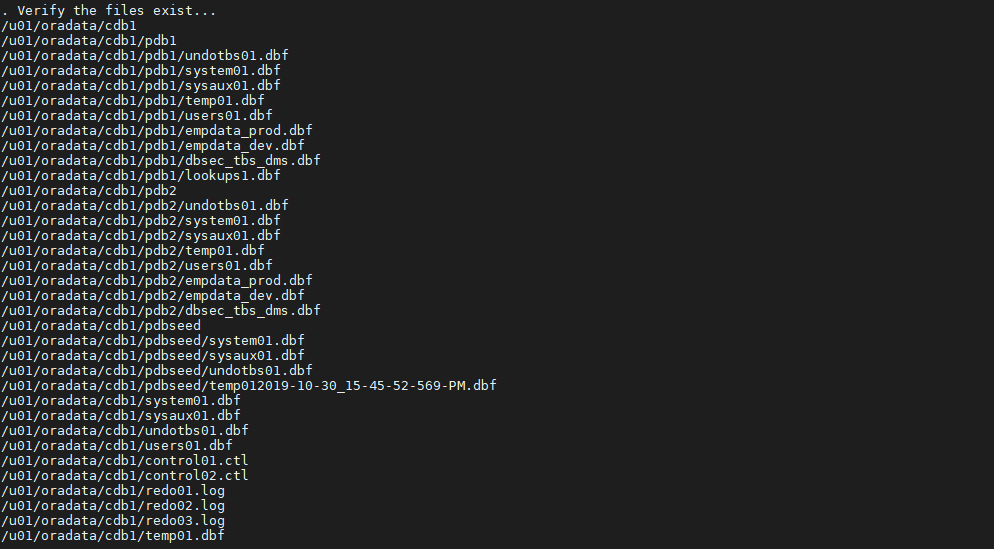 . Verify the files exist...
/u01/oradata/cdb1
/u01/oradata/cdb1/pdb1
/u01/oradata/cdb1/pdb1/undotbs01.dbf
/u01/oradata/cdb1/pdb1/system01.dbf
/u01/oradata/cdb1/pdb1/sysaux01.dbf
/u01/oradata/cdb1/pdb1/temp01.dbf
/u01/oradata/cdb1/pdb1/users01.dbf
/u01/oradata/cdb1/pdb1/empdata_prod.dbf
/u01/oradata/cdb1/pdb1/empdata_dev.dbf
/u01/oradata/cdb1/pdb1/dbsec_tbs_dms.dbf
/u01/oradata/cdb1/pdb1/lookups1.dbf
/u01/oradata/cdb1/pdb2
/u01/oradata/cdb1/pdb2/undotbs01.dbf
/u01/oradata/cdb1/pdb2/system01.dbf
/u01/oradata/cdb1/pdb2/sysaux01.dbf
/u01/oradata/cdb1/pdb2/temp01.dbf
/u01/oradata/cdb1/pdb2/users01.dbf
/u01/oradata/cdb1/pdb2/empdata_prod.dbf
/u01/oradata/cdb1/pdb2/empdata_dev.dbf
/u01/oradata/cdb1/pdb2/dbsec_tbs_dms.dbf
/u01/oradata/cdb1/pdbseed
/u01/oradata/cdb1/pdbseed/system01.dbf
/u01/oradata/cdb1/pdbseed/sysaux01.dbf
/u01/oradata/cdb1/pdbseed/undotbs01.dbf
/u01/oradata/cdb1/pdbseed/temp012019-10-30_15-45-52-569-PM.dbf
/u01/oradata/cdb1/system01.dbf
/u01/oradata/cdb1/sysaux01.dbf
/u01/oradata/cdb1/undotbs01.dbf
/u01/oradata/cdb1/users01.dbf
/u01/oradata/cdb1/control01.ctl
/u01/oradata/cdb1/control02.ctl
/u01/oradata/cdb1/redo01.log
/u01/oradata/cdb1/redo02.log
/u01/oradata/cdb1/redo03.log
/u01/oradata/cdb1/temp01.dbf